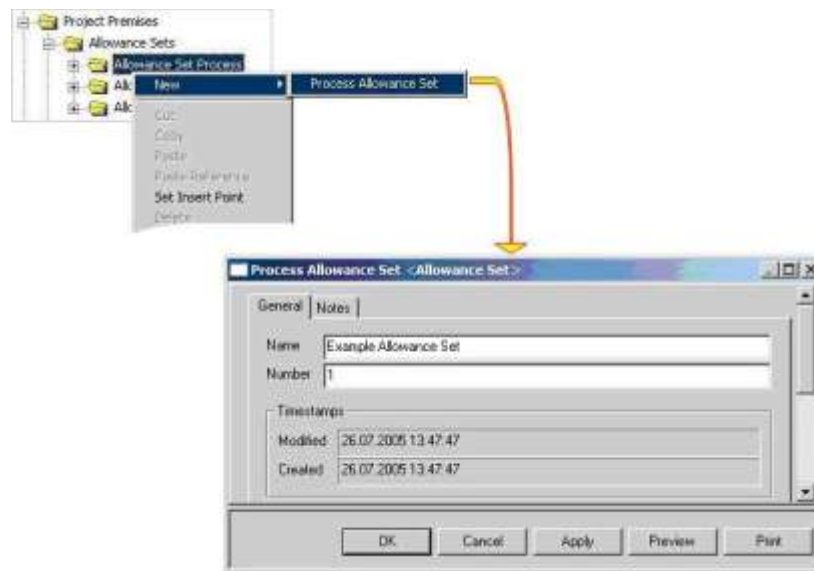 Project Premises
Allowance Sets
Allowance Set Process
All
New
Process Allowance Set
All
Cut
Copy
Paste
Paste Reference
Set Insert Point
Delete
Process Allowance Set <Allowance Set>
General
Notes
Name
Example Allowance Set
Number
1
Timestamps
Modified
26.07.2005 13:47:47
Created
26.07.2005 13:47:47
OK
Cancel
Apply
Preview
Print